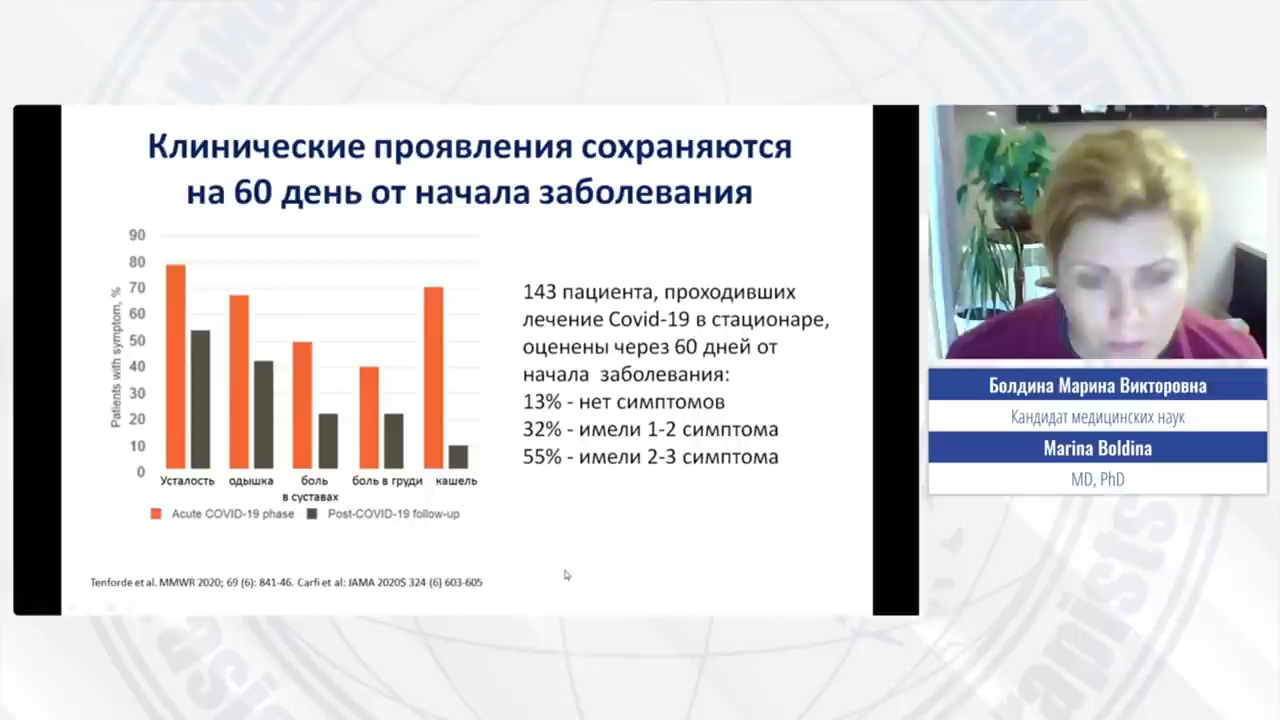 Клинические проявления сохраняются
на 60 день от начала заболевания
Patients with symptom, %
90
80
70
60
50
40
30
20
10
0
Усталость одышка боль в суставах боль в груди кашель
Acute COVID-19 phase Post-COVID-19 follow-up
143 пациента, проходивших
лечение Covid-19 в стационаре,
оценены через 60 дней от
начала заболевания:
13% - нет симптомов
32% - имели 1-2 симптома
55% - имели 2-3 симптома
Tenforde et al. MMWR 2020; 69 (6): 841-46. Carfi et al: JAMA 2020$ 324 (6) 603-605
Болдина Марина Викторовна
Кандидат медицинских наук
Marina Boldina
MD, PhD